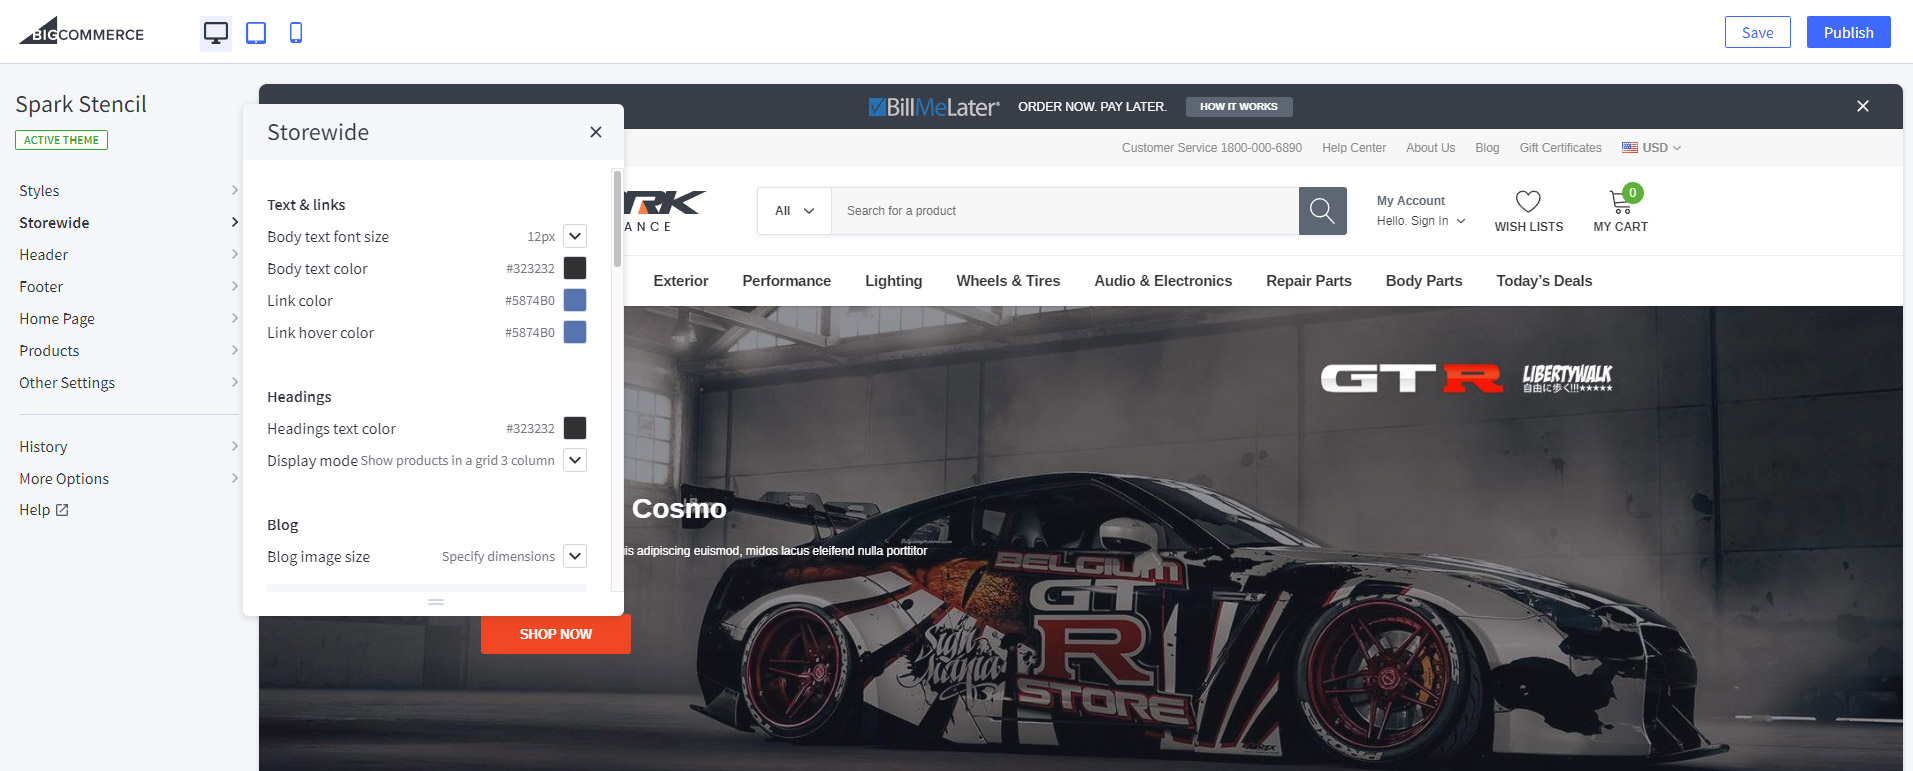 BIGCOMMERCE
Save
Publish
Spark Stencil
ACTIVE THEME
Styles
Storewide
Header
Footer
Home Page
Products
Other Settings
History
More Options
Help
Storewide
Text & links
Body text font size 12px
Body text color #323232
Link color #5874B0
Link hover color #5874B0
Headings
Headings text color #323232
Display mode Show products in a grid 3 column
Blog
Blog image size Specify dimensions
BillMeLater® ORDER NOW. PAY LATER. HOW IT WORKS
Customer Service 1800-000-6890 Help Center About Us Blog Gift Certificates USD
RK
ANCE
All Search for a product
My Account
Hello. Sign In
WISH LISTS
0
MY CART
Exterior Performance Lighting Wheels & Tires Audio & Electronics Repair Parts Body Parts Today's Deals
GTR LIBERTYWALK
自由に歩く!!!★★★★★
Cosmo
is adipiscing euismod, midos lacus eleifend nulla porttitor
SHOP NOW
BELGIUM
GT
R
STORE
Sign
Mania